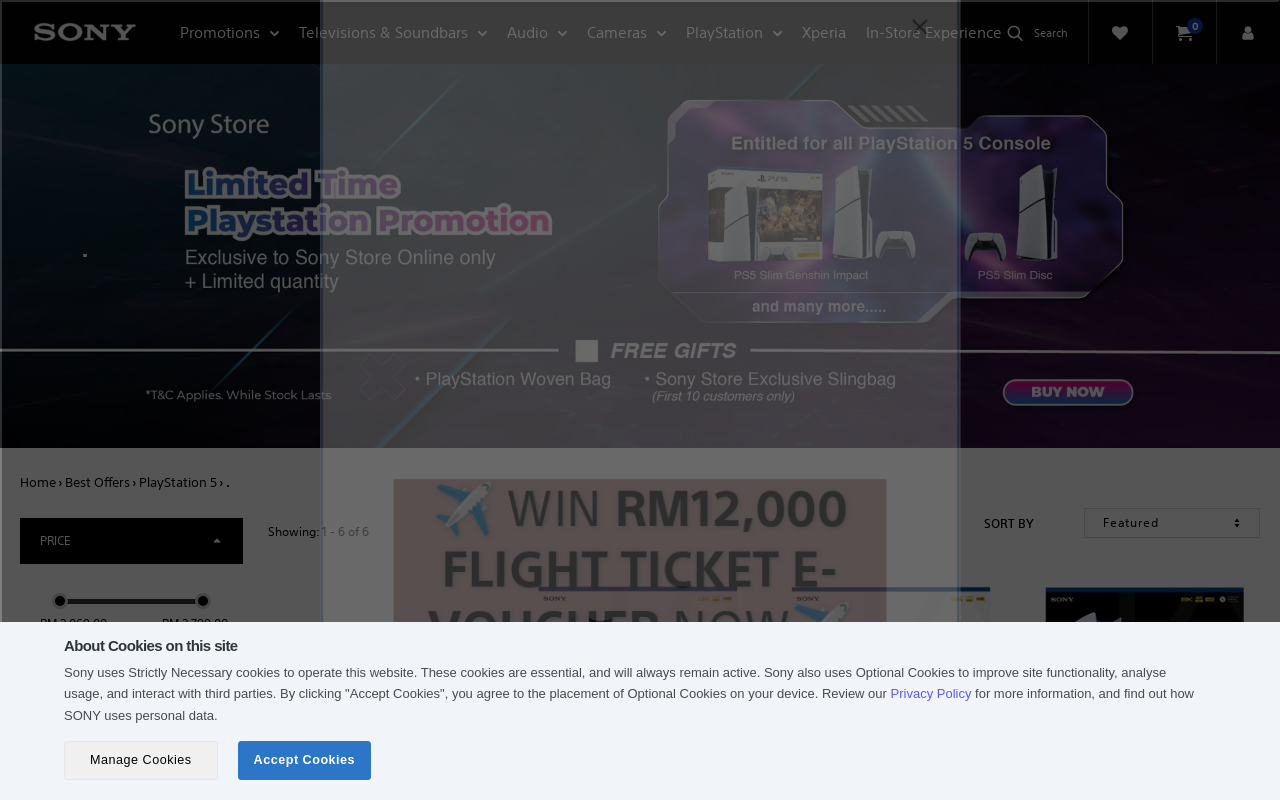 SONY
Promotions
Televisions & Soundbars
Audio
Cameras
PlayStation
Xperia
In-Store Experience
Search
0
Sony Store
Limited Time
Playstation Promotion
Exclusive to Sony Store Online only
+ Limited quantity
Entitled for all PlayStation 5 Console
PS5 Slim Genshin Impact
PS5 Slim Disc
and many more.....
FREE GIFTS
• PlayStation Woven Bag
• Sony Store Exclusive Slingbag
(First 10 customers only)
*T&C Applies. While Stock Lasts
BUY NOW
Home › Best Offers › PlayStation 5 › .
PRICE
Showing: 1 - 6 of 6
SORT BY
Featured
WIN RM12,000
FLIGHT TICKET E-
VOUCHER NOW
SONY
SONY
SONY
About Cookies on this site
Sony uses Strictly Necessary cookies to operate this website. These cookies are essential, and will always remain active. Sony also uses Optional Cookies to improve site functionality, analyse
usage, and interact with third parties. By clicking "Accept Cookies", you agree to the placement of Optional Cookies on your device. Review our Privacy Policy for more information, and find out how
SONY uses personal data.
Manage Cookies
Accept Cookies